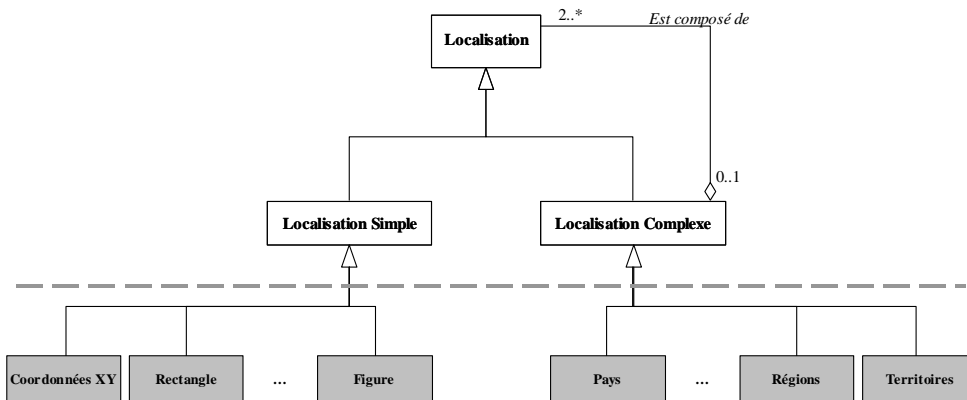 2..*
Est composé de
Localisation
0..1
Localisation Simple
Localisation Complexe
Coordonnées XY
Rectangle
...
Figure
Pays
...
Régions
Territoires